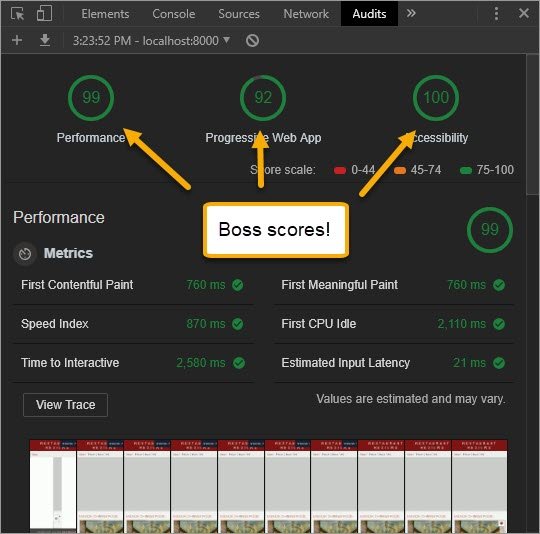 Elements Console Sources Network Audits »
3:23:52 PM - localhost:8000
99 92 100
Performance Progressive Web App Accessibility
Score scale: 0-44 45-74 75-100
Boss scores!
Performance 99
Metrics
First Contentful Paint 760 ms First Meaningful Paint 760 ms
Speed Index 870 ms First CPU Idle 2,110 ms
Time to Interactive 2,580 ms Estimated Input Latency 21 ms
View Trace Values are estimated and may vary.